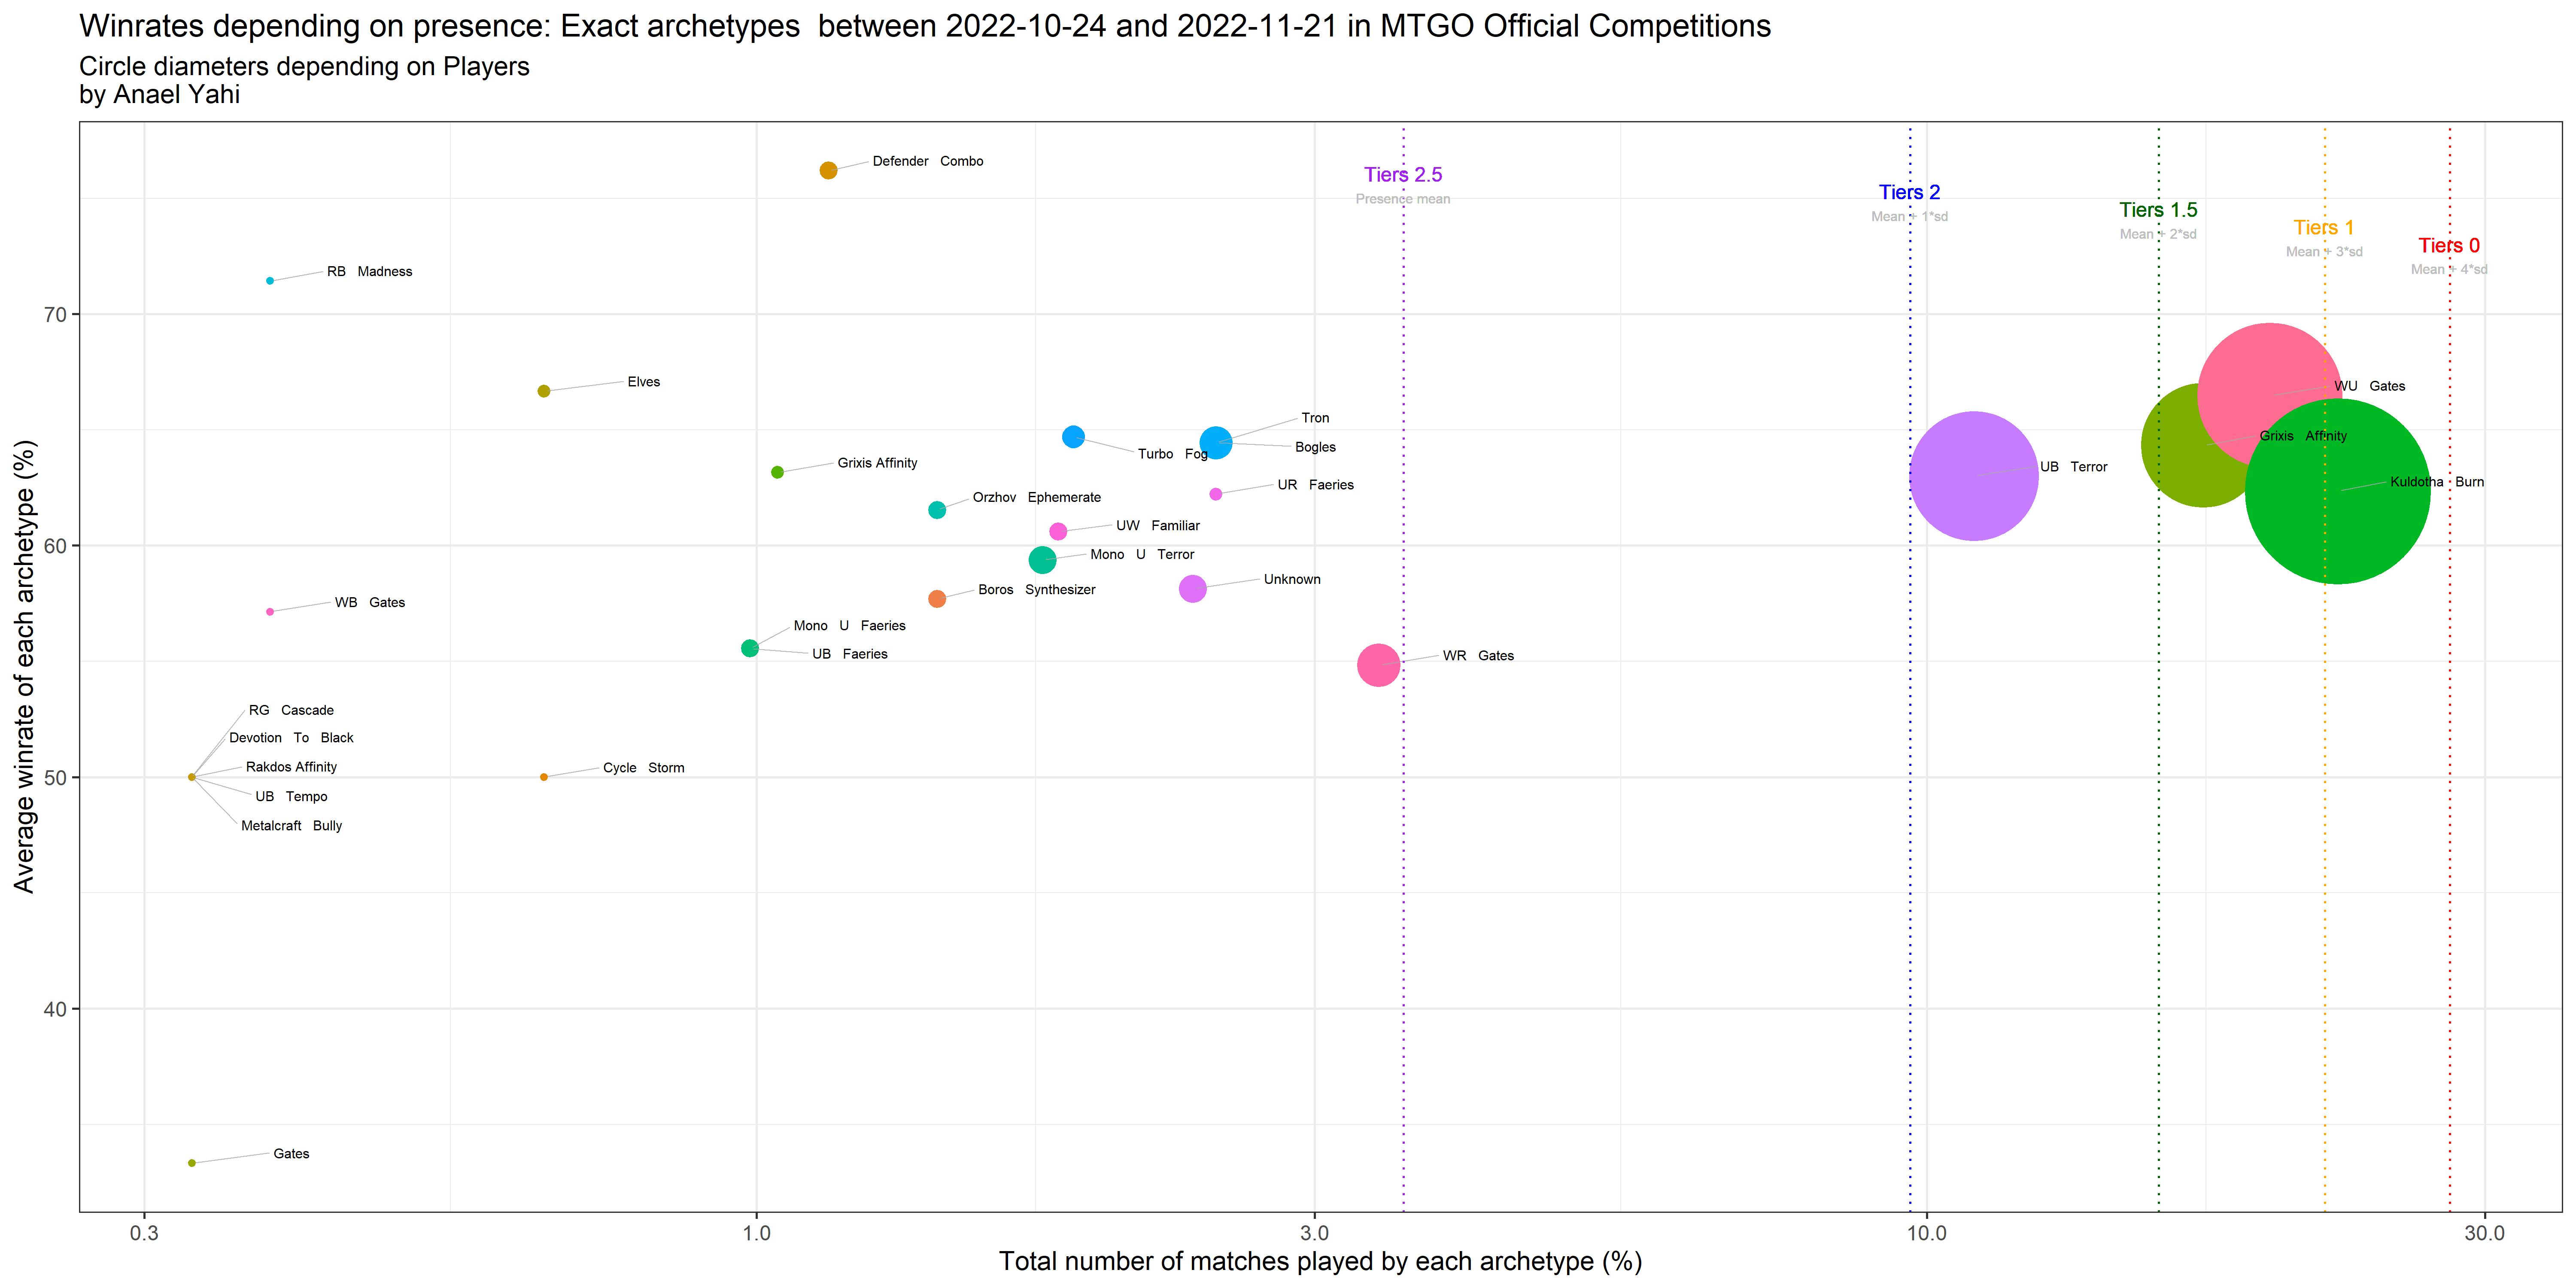 Winrates depending on presence: Exact archetypes  between 2022-10-24 and 2022-11-21 in MTGO Official Competitions
Circle diameters depending on Players
by Anael Yahi
Average winrate of each archetype (%)
70
60
50
40
Defender Combo
Tiers 2.5
Presence mean
Tiers 2
Mean + 1*sd
Tiers 1.5
Mean + 2*sd
Tiers 1
Mean + 3*sd
Tiers 0
Mean + 4*sd
RB Madness
Elves
WU Gates
Tron
Grixis Affinity
Bogles
Turbo Fog
Grixis Affinity
UB Terror
UR Faeries
Kuldotha Burn
Orzhov Ephemerate
UW Familiar
Mono U Terror
Unknown
Boros Synthesizer
WB Gates
Mono U Faeries
UB Faeries
WR Gates
RG Cascade
Devotion To Black
Rakdos Affinity
Cycle Storm
UB Tempo
Metalcraft Bully
Gates
0.3
1.0
3.0
10.0
30.0
Total number of matches played by each archetype (%)